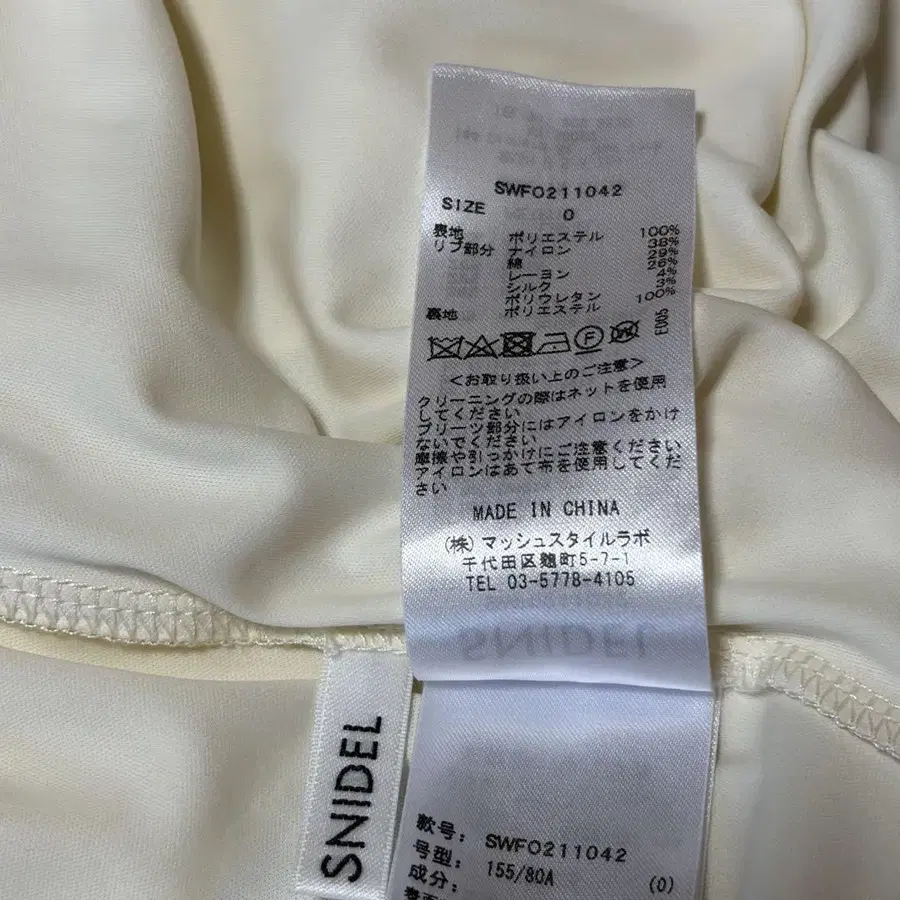 SWFO211042
SIZE 0
表地 ポリエステル 100%
リブ部分 ナイロン 38%
綿 29%
レーヨン 26%
シルク 4%
ポリウレタン 3%
裏地 ポリエステル 100%
F005
<お取り扱い上のご注意>
クリーニングの際はネットを使用
してください
プリーツ部分にはアイロンをかけ
ないでください
摩擦や引っかけにご注意ください
アイロンはあて布を使用してくだ
さい
MADE IN CHINA
(株)マッシュスタイルラボ
千代田区麹町5-7-1
TEL 03-5778-4105
SNIDEL
款号: SWFO211042
号型: 155/80A (0)
成分: